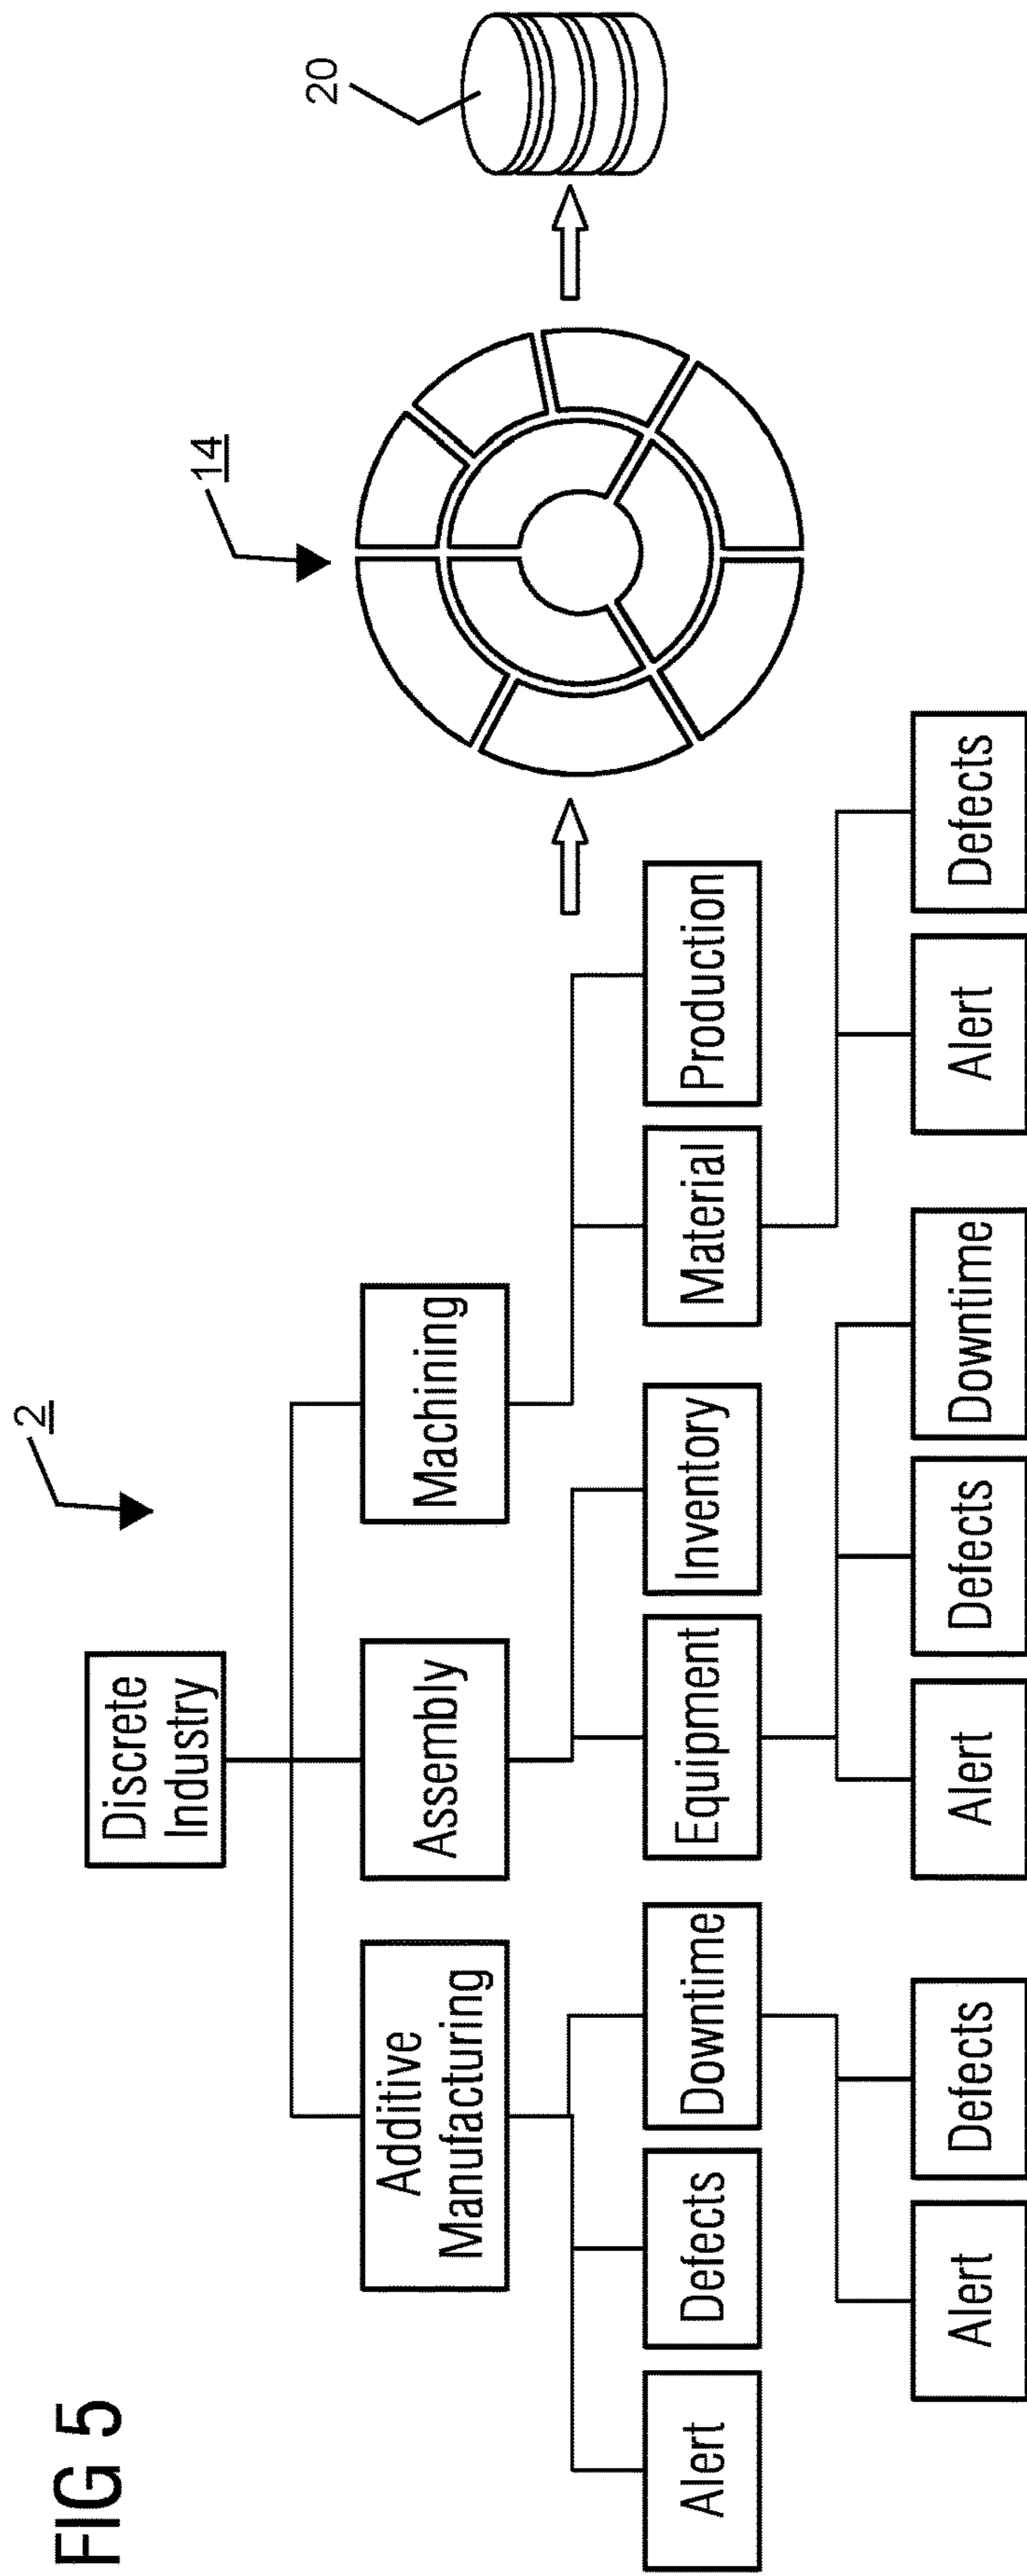 FIG 5
2
14
20
Discrete
Industry
Additive
Manufacturing
Assembly
Machining
Alert
Defects
Downtime
Equipment
Inventory
Material
Production
Alert
Defects
Alert
Defects
Downtime
Alert
Defects